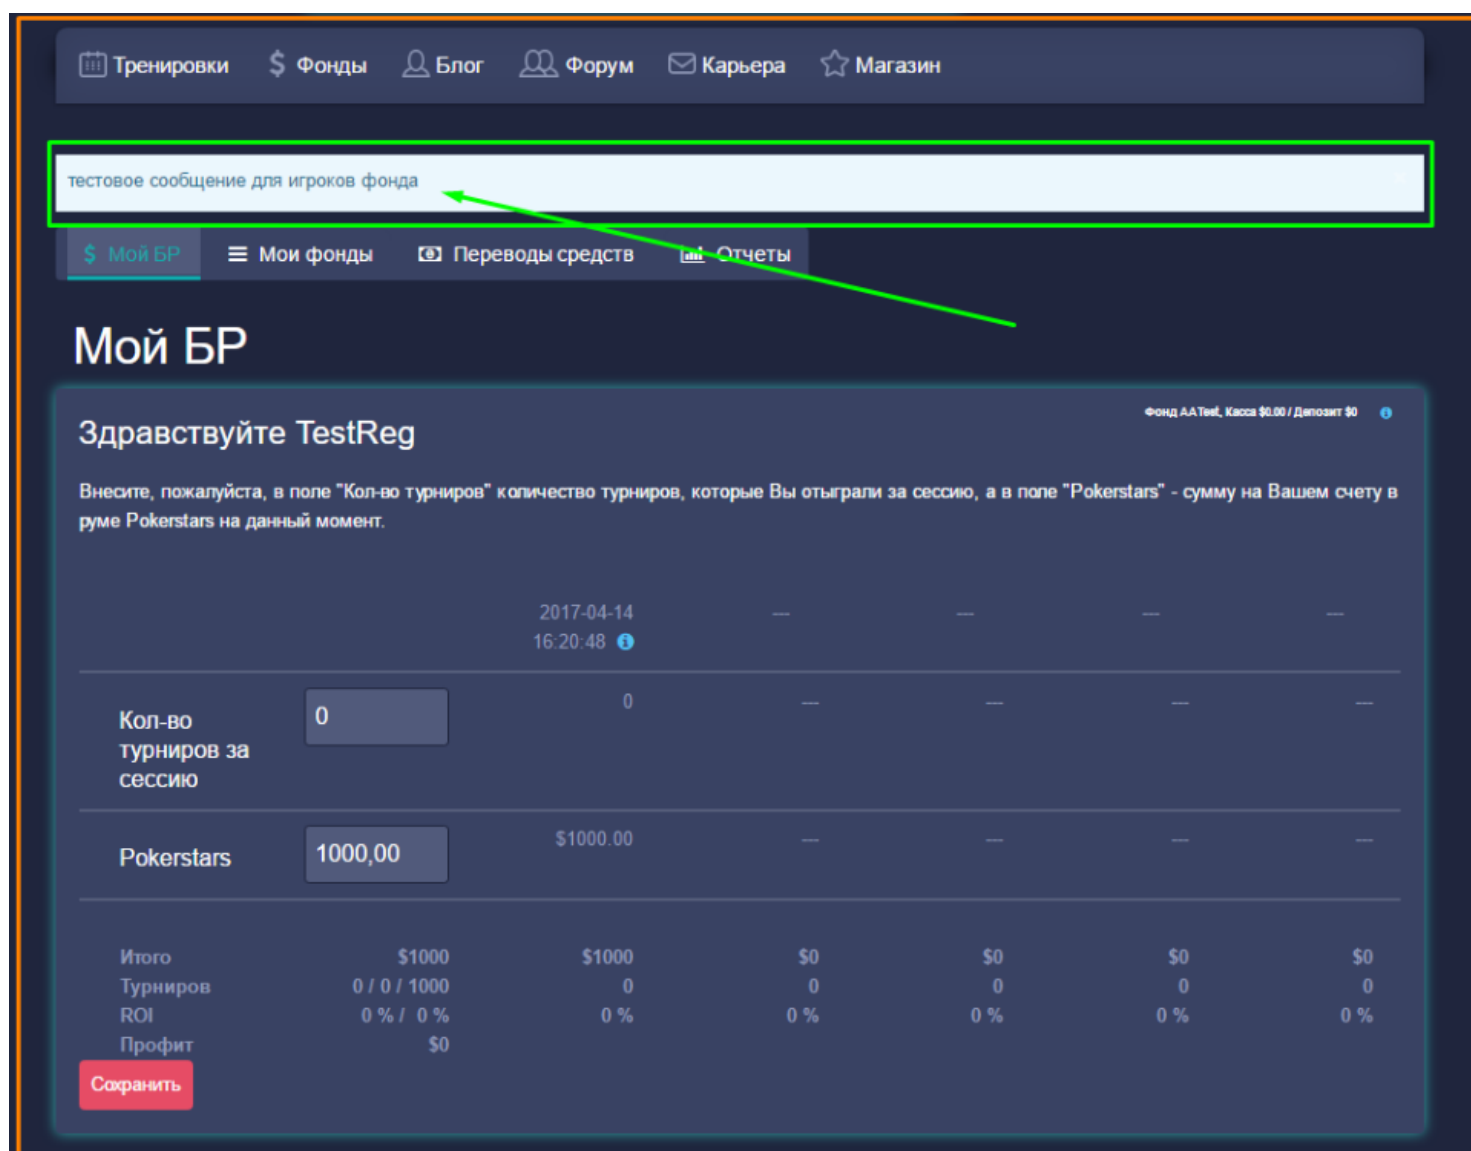 Тренировки $ Фонды Блог Форум Карьера Магазин
тестовое сообщение для игроков фонда
$ Мой БР Мои фонды Переводы средств Отчеты
Мой БР
Фонд AATest, Касса $0.00 / Депозит $0
Здравствуйте TestReg
Внесите, пожалуйста, в поле "Кол-во турниров" количество турниров, которые Вы отыграли за сессию, а в поле "Pokerstars" - сумму на Вашем счету в
руме Pokerstars на данный момент.
2017-04-14 --- --- --- ---
16:20:48
Кол-во
турниров за
сессию
0 0 --- --- --- ---
Pokerstars 1000,00 $1000.00 --- --- --- ---
Итого $1000 $1000 $0 $0 $0 $0
Турниров 0 / 0 / 1000 0 0 0 0 0
ROI 0 % / 0 % 0 % 0 % 0 % 0 % 0 %
Профит $0
Сохранить